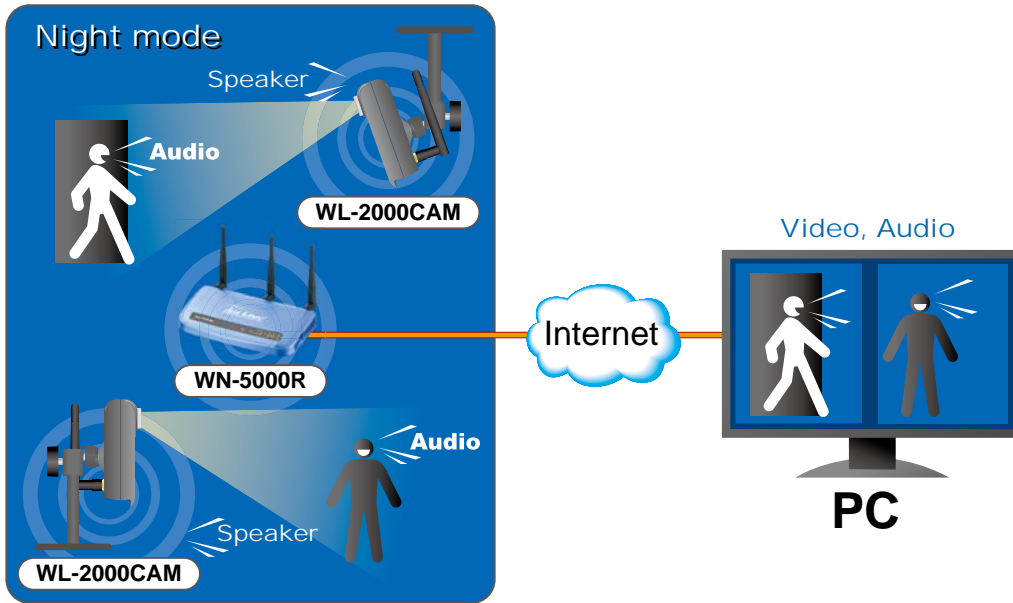 Night mode
Speaker
Audio
WL-2000CAM
Video, Audio
Internet
WN-5000R
Audio
Speaker
WL-2000CAM
PC